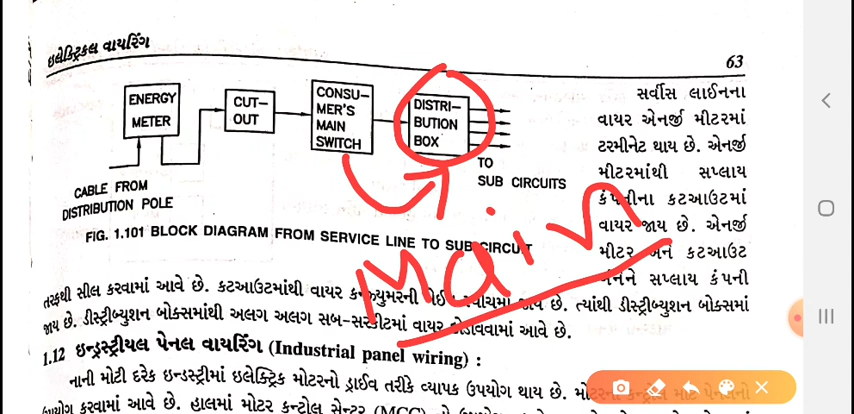 ઇલેક્ટ્રિકલ વાયરિંગ
63
ENERGY
METER
CUT-
OUT
CONSU-
MER'S
MAIN
SWITCH
DISTRI-
BUTION
BOX
TO
SUB CIRCUITS
CABLE FROM
DISTRIBUTION POLE
FIG. 1.101 BLOCK DIAGRAM FROM SERVICE LINE TO SUB CIRCUIT
Main
સર્વીસ લાઈનના
વાયર એનર્જી મીટરમાં
ટરમીનેટ થાય છે. એનર્જી
મીટરમાંથી સપ્લાય
કંપનીના કટઆઉટમાં
વાયર જાય છે. એનર્જી
મીટર અને કટઆઉટ
સપ્લાય કંપની
તરફથી સીલ કરવામાં આવે છે. કટઆઉટમાંથી વાયર છે. ત્યાંથી ડીસ્ટ્રીબ્યુશન બોક્સમાં
જાય છે. ડીસ્ટ્રીબ્યુશન બોક્સમાંથી અલગ અલગ સબ-સરકીટમાં વાયર જોડાવવામાં આવે છે.
1.12 ઇન્ડસ્ટ્રીયલ પેનલ વાયરિંગ (Industrial panel wiring) :
નાની મોટી દરેક ઇન્ડસ્ટ્રીમાં ઇલેક્ટ્રિક મોટરનો ડ્રાઈવ તરીકે વ્યાપક ઉપયોગ થાય છે.
કરવામાં આવે છે. હાલમાં મોટર કન્ટ્રોલ સેન્ટર (MCC)